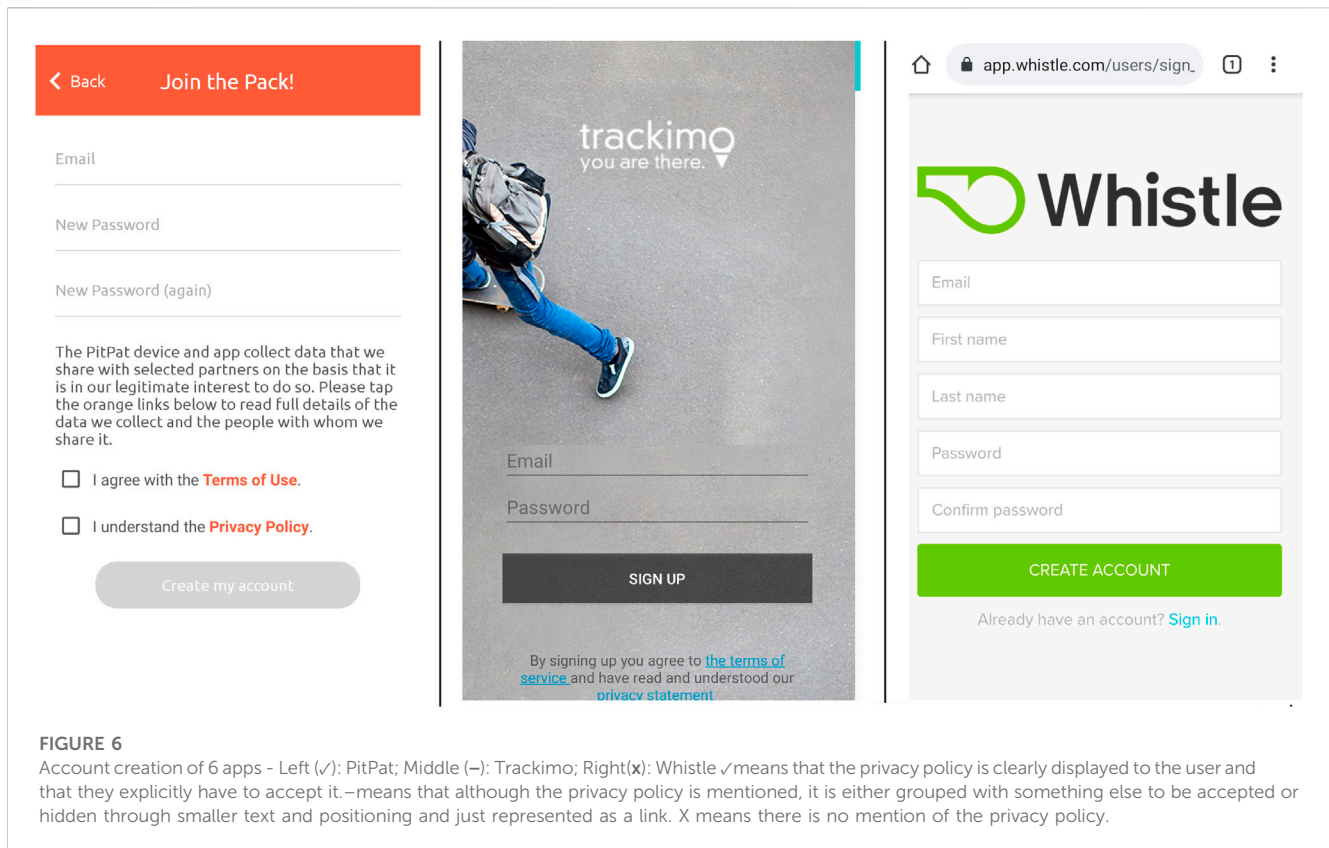 Back
Join the Pack!
Email
New Password
New Password (again)
The PitPat device and app collect data that we
share with selected partners on the basis that it
is in our legitimate interest to do so. Please tap
the orange links below to read full details of the
data we collect and the people with whom we
share it.
I agree with the Terms of Use.
I understand the Privacy Policy.
Create my account
trackimo
you are there.
Email
Password
SIGN UP
By signing up you agree to the terms of
service and have read and understood our
privacy statement
app.whistle.com/users/sign_
1
Whistle
Email
First name
Last name
Password
Confirm password
CREATE ACCOUNT
Already have an account? Sign in.
FIGURE 6
Account creation of 6 apps - Left (✓): PitPat; Middle (–): Trackimo; Right(x): Whistle ✓means that the privacy policy is clearly displayed to the user and
that they explicitly have to accept it.–means that although the privacy policy is mentioned, it is either grouped with something else to be accepted or
hidden through smaller text and positioning and just represented as a link. X means there is no mention of the privacy policy.